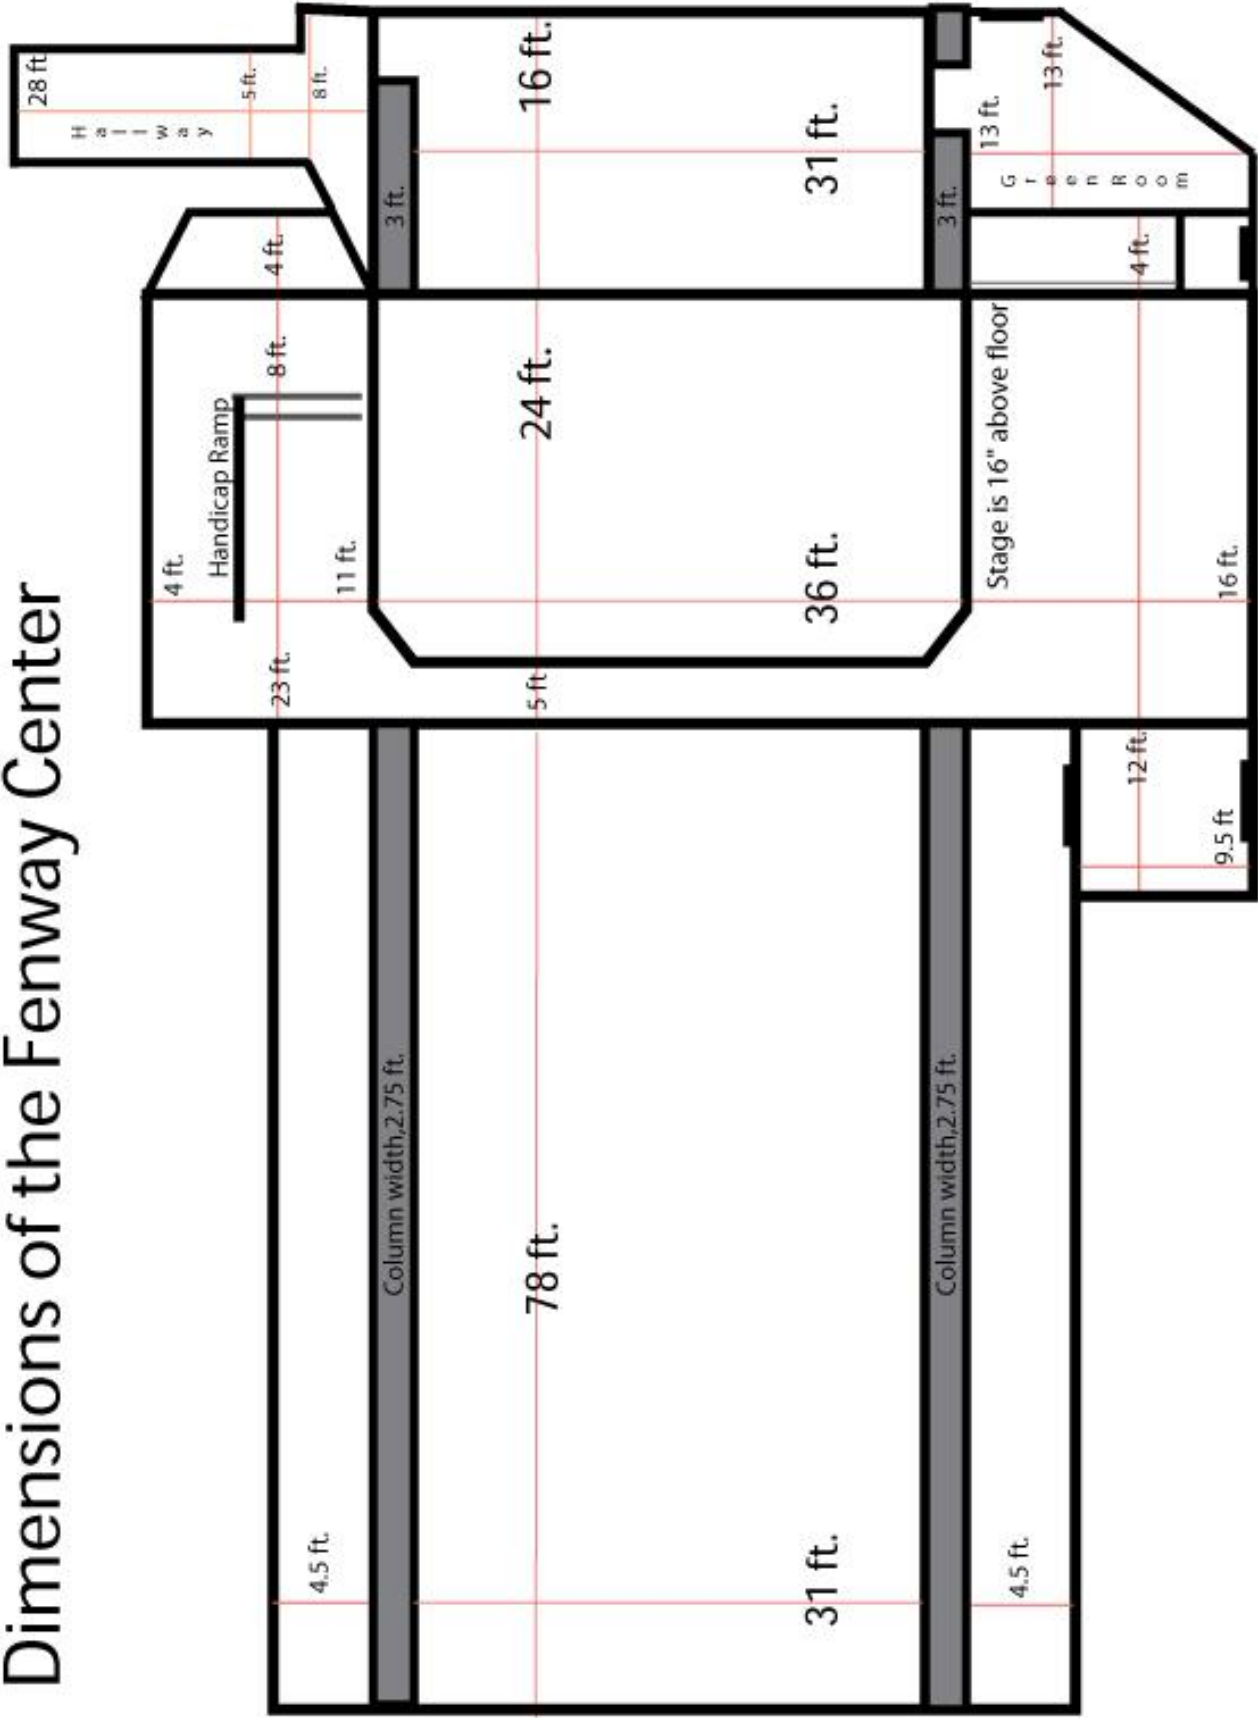 Dimensions of the Fenway Center
28 ft
Hallway
4 ft.
Handicap Ramp
5 ft.
23 ft.
8 ft.
4 ft.
4.5 ft.
8 ft.
11 ft.
Column width,2.75 ft.
3 ft.
78 ft.
5 ft
24 ft.
16 ft.
31 ft.
36 ft.
31 ft.
Column width,2.75 ft.
3 ft.
Stage is 16" above floor
13 ft.
4.5 ft.
13 ft.
Green Room
12 ft.
4 ft.
9.5 ft
16 ft.